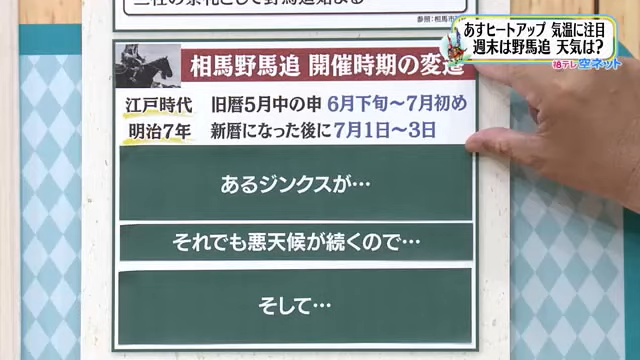 参照：相馬市
あすヒートアップ 気温に注目
週末は野馬追 天気は？
空ネット
相馬野馬追 開催時期の変遷
江戸時代 旧暦5月中の申 6月下旬～7月初め
明治7年 新暦になった後に7月1日～3日
あるジンクスが…
それでも悪天候が続くので…
そして…